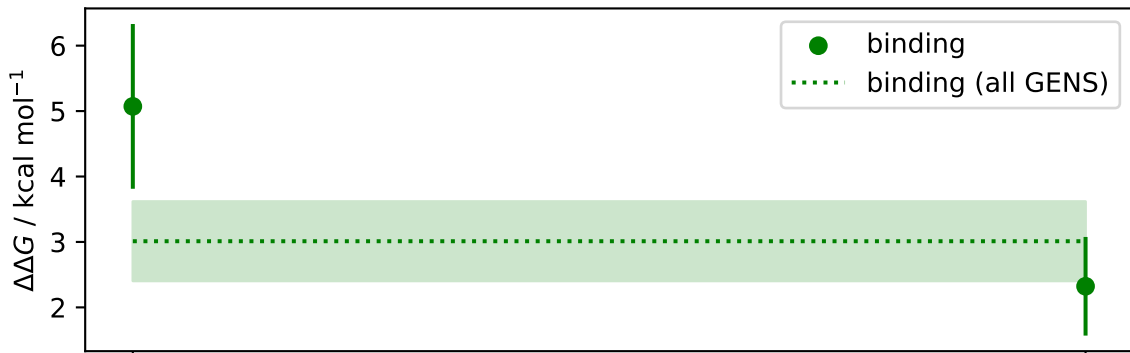 ΔΔG / kcal mol⁻¹
6
5
4
3
2
binding
binding (all GENS)